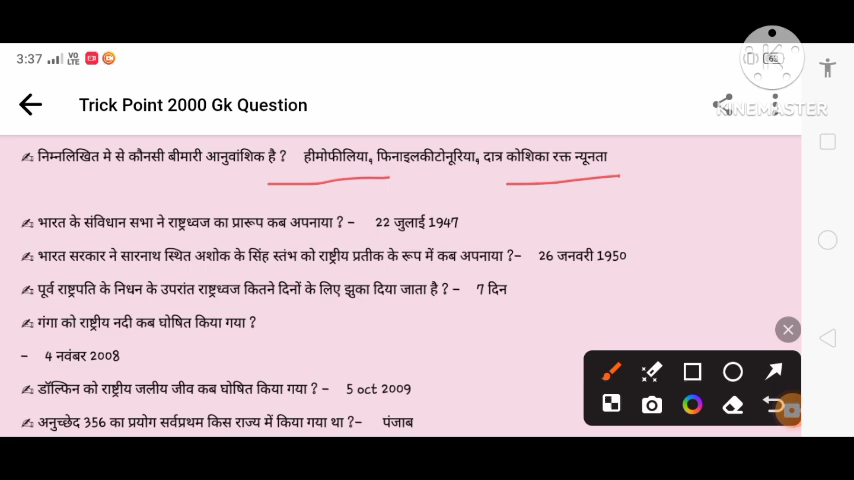 3:37 VO LTE 63
← Trick Point 2000 Gk Question
KINEMASTER
✍ निम्नलिखित मे से कौनसी बीमारी आनुवांशिक है ? हीमोफीलिया, फिनाइलकीटोनूरिया, दात्र कोशिका रक्त न्यूनता
✍ भारत के संविधान सभा ने राष्ट्रध्वज का प्रारूप कब अपनाया ? – 22 जुलाई 1947
✍ भारत सरकार ने सारनाथ स्थित अशोक के सिंह स्तंभ को राष्ट्रीय प्रतीक के रूप में कब अपनाया ?– 26 जनवरी 1950
✍ पूर्व राष्ट्रपति के निधन के उपरांत राष्ट्रध्वज कितने दिनों के लिए झुका दिया जाता है ? – 7 दिन
✍ गंगा को राष्ट्रीय नदी कब घोषित किया गया ?
– 4 नवंबर 2008
✍ डॉल्फिन को राष्ट्रीय जलीय जीव कब घोषित किया गया ? – 5 oct 2009
✍ अनुच्छेद 356 का प्रयोग सर्वप्रथम किस राज्य में किया गया था ?– पंजाब